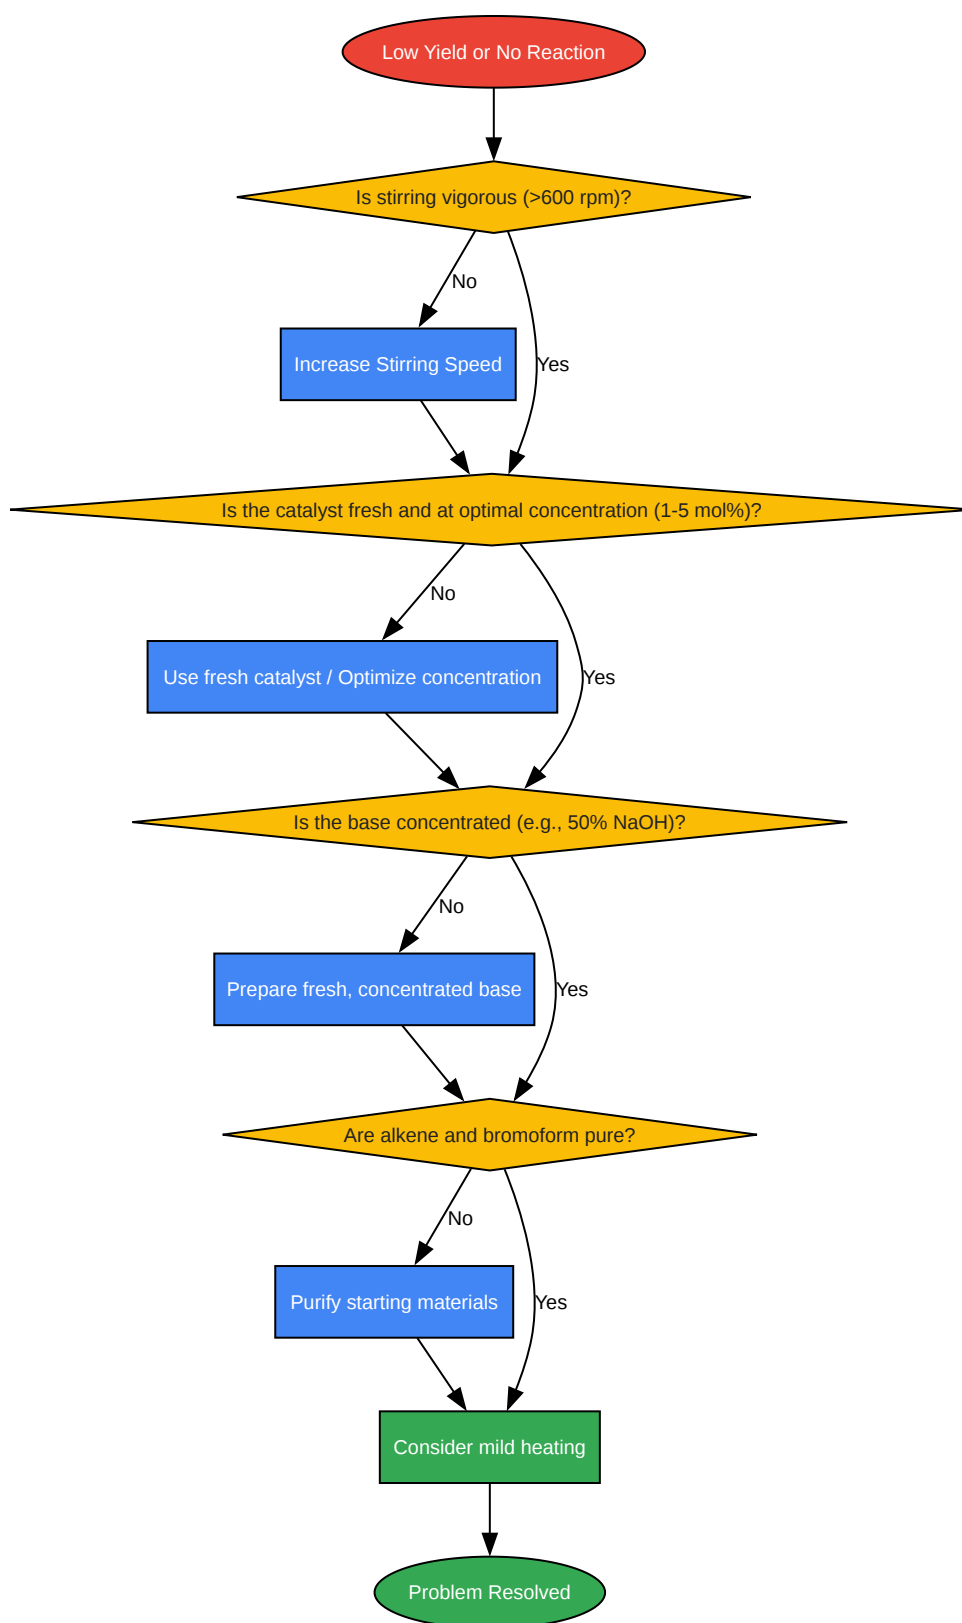 Low Yield or No Reaction
Is stirring vigorous (>600 rpm)?
No
Increase Stirring Speed
Yes
Is the catalyst fresh and at optimal concentration (1-5 mol%)?
No
Use fresh catalyst / Optimize concentration
Yes
Is the base concentrated (e.g., 50% NaOH)?
No
Prepare fresh, concentrated base
Yes
Are alkene and bromoform pure?
No
Purify starting materials
Yes
Consider mild heating
Problem Resolved